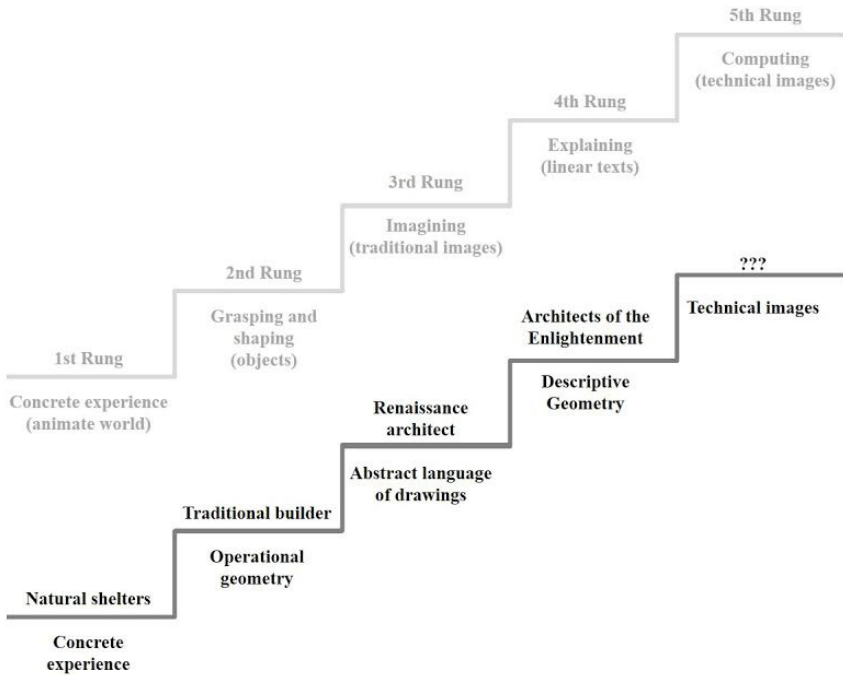 5th Rung
Computing
(technical images)
4th Rung
Explaining
(linear texts)
3rd Rung
Imagining
(traditional images)
2nd Rung
Grasping and
shaping
(objects)
1st Rung
Concrete experience
(animate world)
???
Technical images
Architects of the
Enlightenment
Descriptive
Geometry
Renaissance
architect
Abstract language
of drawings
Traditional builder
Operational
geometry
Natural shelters
Concrete
experience